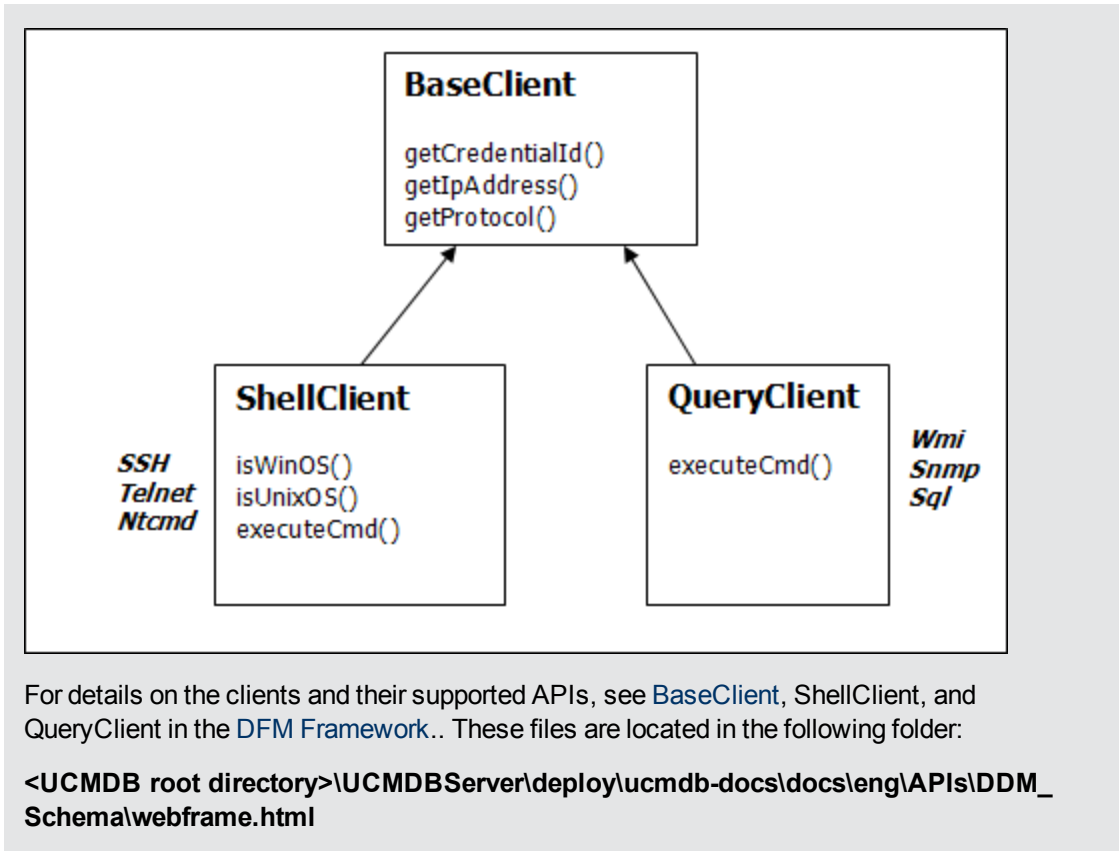 BaseClient
getCredentialId()
getIpAddress()
getProtocol()
ShellClient
isWinOS()
isUnixOS()
executeCmd()
SSH
Telnet
Ntcmd
QueryClient
executeCmd()
Wmi
Snmp
Sql
For details on the clients and their supported APIs, see BaseClient, ShellClient, and
QueryClient in the DFM Framework.. These files are located in the following folder:
<UCMDB root directory>\UCMDBServer\deploy\ucmdb-docs\docs\eng\APIs\DDM_
Schema\webframe.html